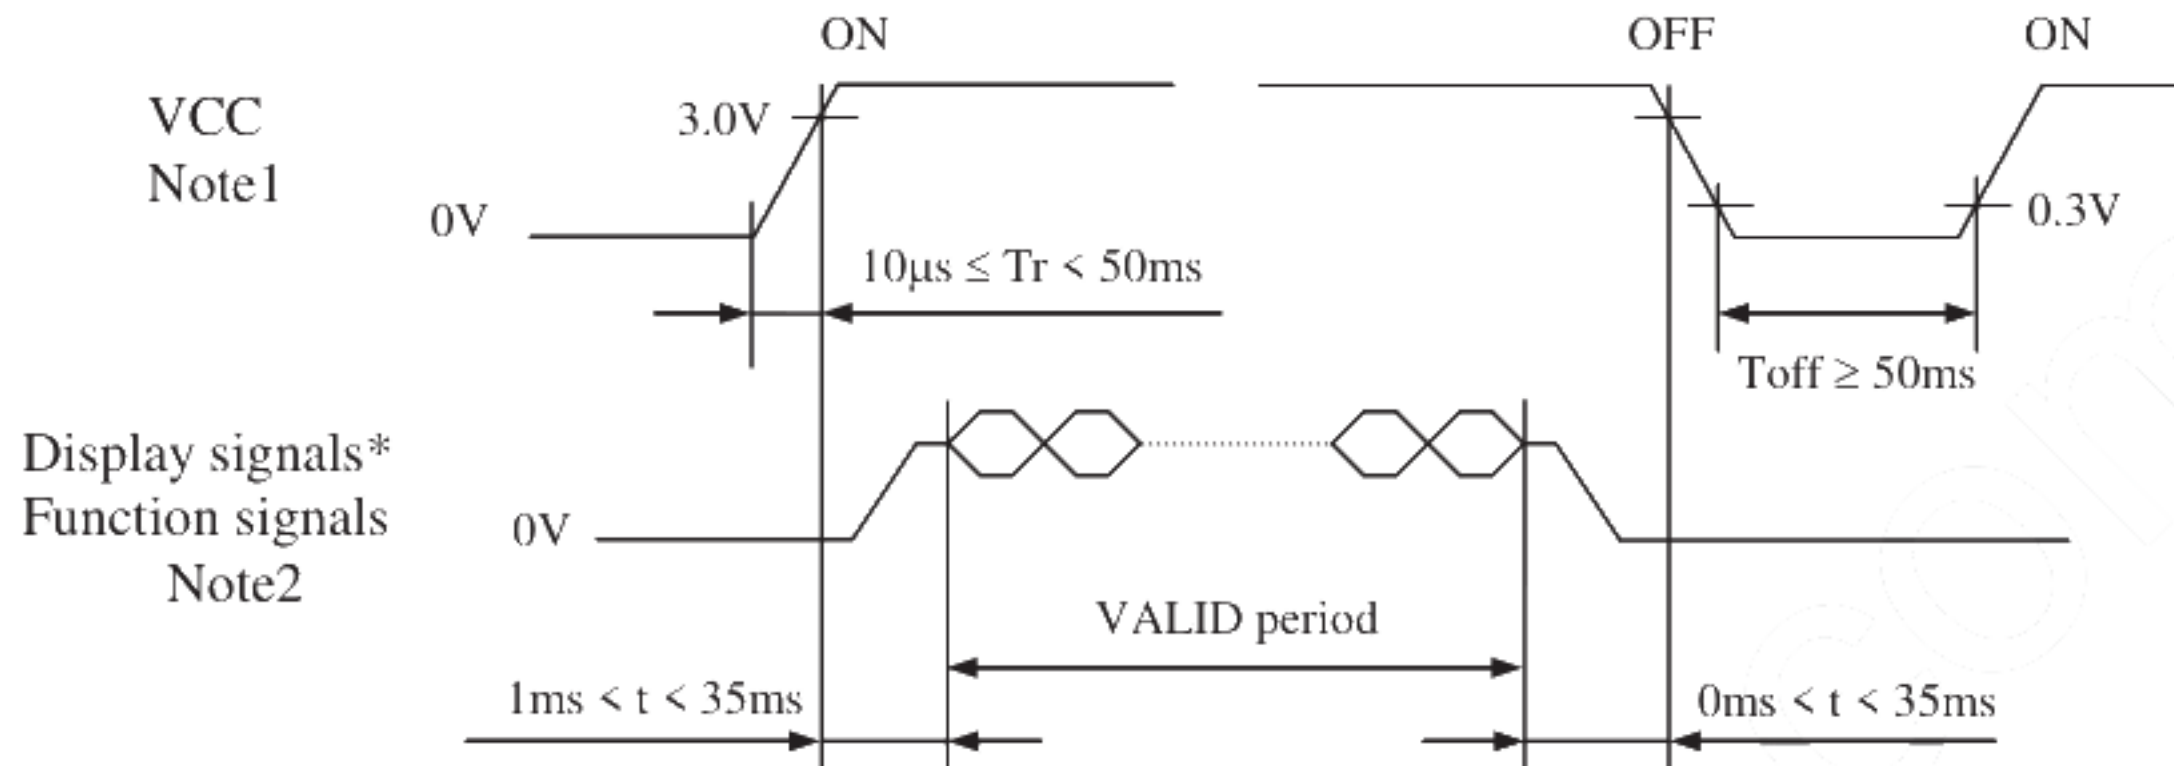 ON OFF ON
VCC
3.0V
Note1
0V
0.3V
10μs ≤ Tr < 50ms
Toff ≥ 50ms
Display signals*
Function signals
0V
Note2
VALID period
1ms < t < 35ms
0ms < t < 35ms